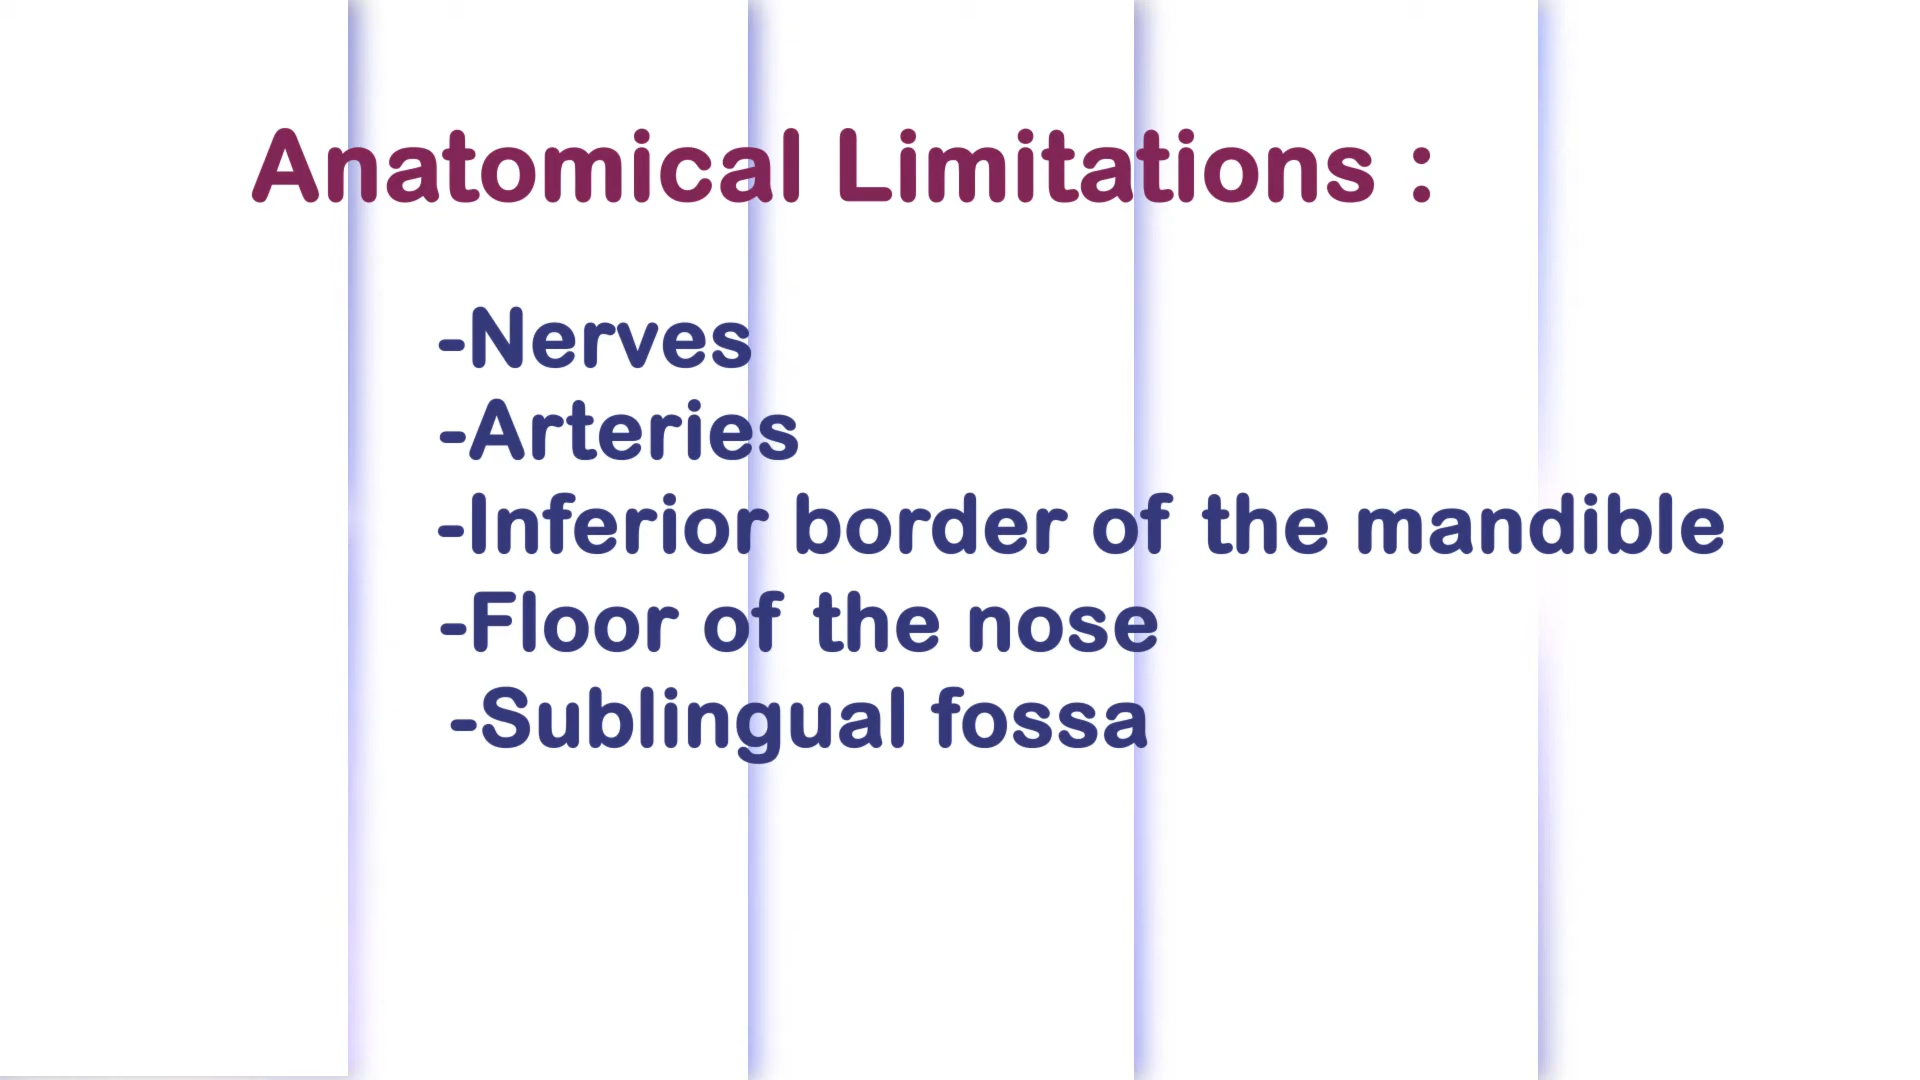 Anatomical Limitations :
-Nerves
-Arteries
-Inferior border of the mandible
-Floor of the nose
-Sublingual fossa